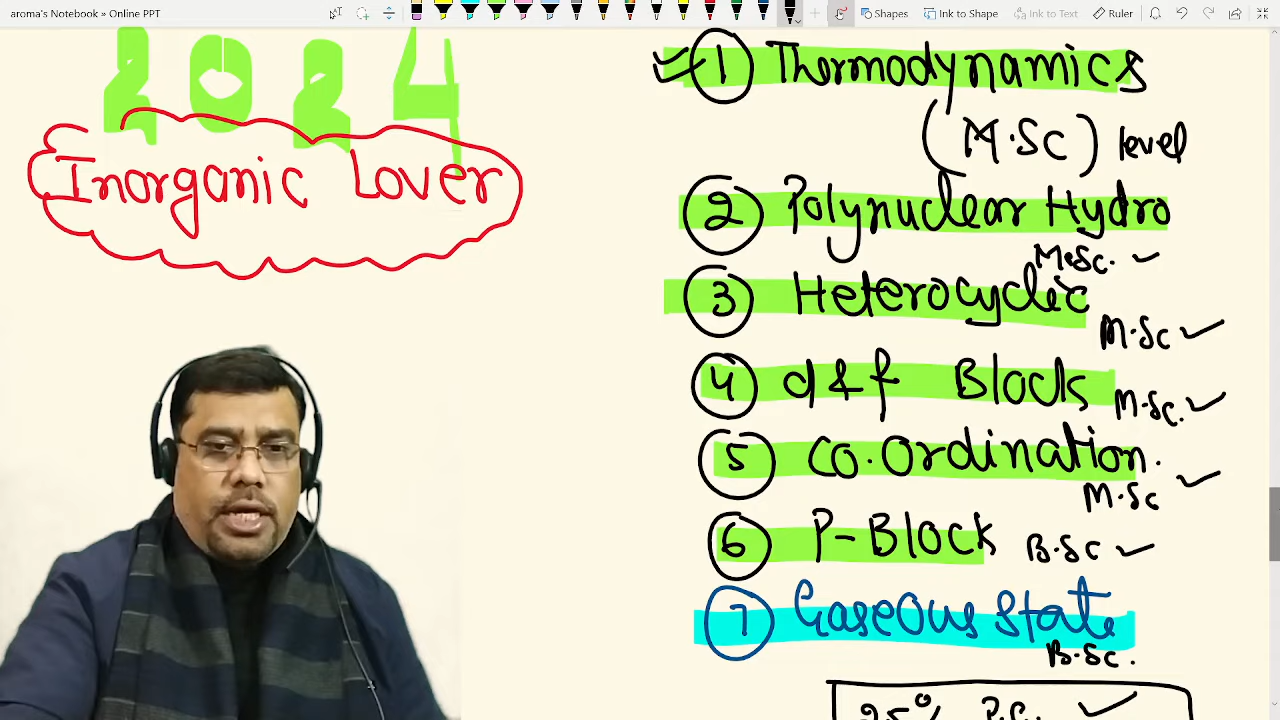 aroma's Notebook » Online PPT
Shapes
Ink to Shape
Ink to Text
Ruler
2024
Inorganic Lover
1 Thermodynamics
(M.Sc) level
2 Polynuclear Hydro
M.Sc.
3 Heterocyclic
M.Sc
4 d & f Block
M.Sc.
5 Co.Ordination.
M.Sc
6 P-Block B.Sc
7 Gaseous State
B.Sc.